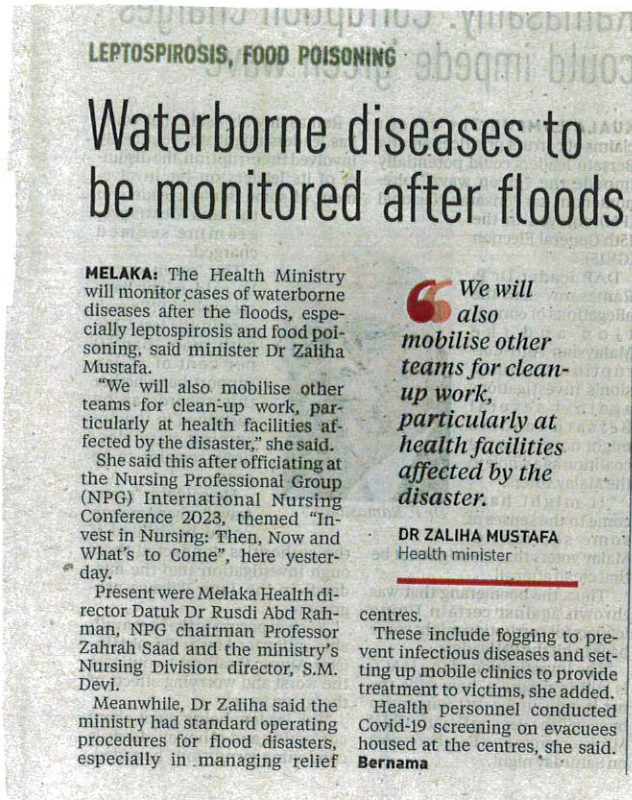 LEPTOSPIROSIS, FOOD POISONING
Waterborne diseases to
be monitored after floods
MELAKA: The Health Ministry
will monitor cases of waterborne
diseases after the floods, espe-
cially leptospirosis and food poi-
soning, said minister Dr Zaliha
Mustafa.
“We will also mobilise other
teams for clean-up work, par-
ticularly at health facilities af-
fected by the disaster,” she said.
She said this after officiating at
the Nursing Professional Group
(NPG) International Nursing
Conference 2023, themed “In-
vest in Nursing: Then, Now and
What’s to Come”, here yester-
day.
Present were Melaka Health di-
rector Datuk Dr Rusdi Abd Rah-
man, NPG chairman Professor
Zahrah Saad and the ministry’s
Nursing Division director, S.M.
Devi.
Meanwhile, Dr Zaliha said the
ministry had standard operating
procedures for flood disasters,
especially in managing relief
“ We will
also
mobilise other
teams for clean-
up work,
particularly at
health facilities
affected by the
disaster.
DR ZALIHA MUSTAFA
Health minister
centres.
These include fogging to pre-
vent infectious diseases and set-
ting up mobile clinics to provide
treatment to victims, she added.
Health personnel conducted
Covid-19 screening on evacuees
housed at the centres, she said.
Bernama